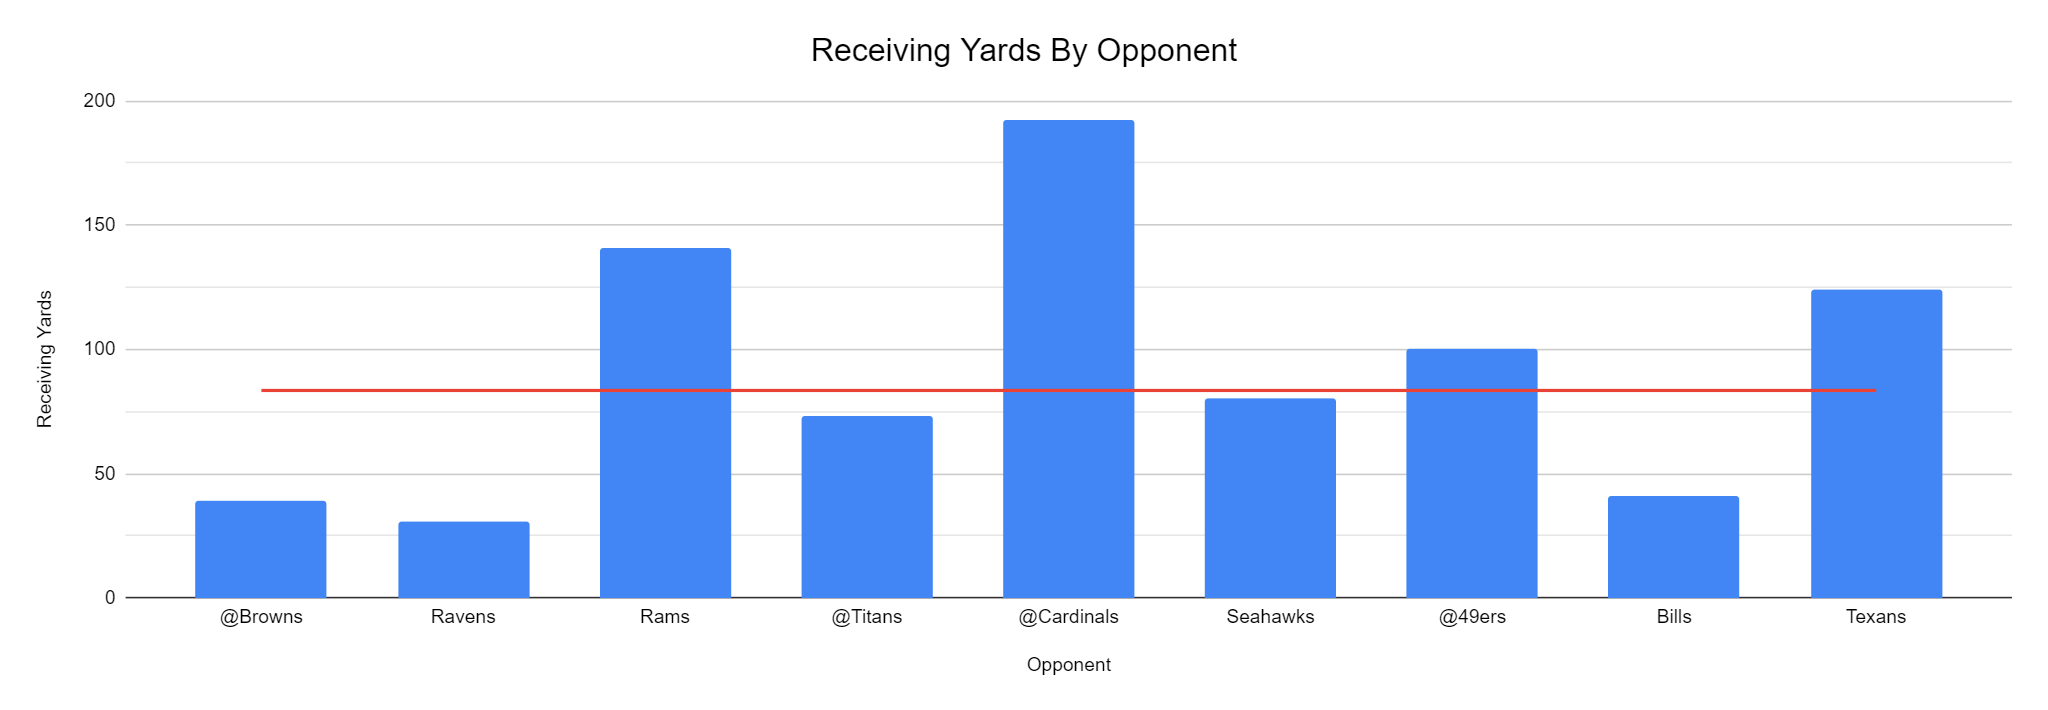 Receiving Yards By Opponent
Receiving Yards
200
150
100
50
0
@Browns Ravens Rams @Titans @Cardinals Seahawks @49ers Bills Texans
Opponent